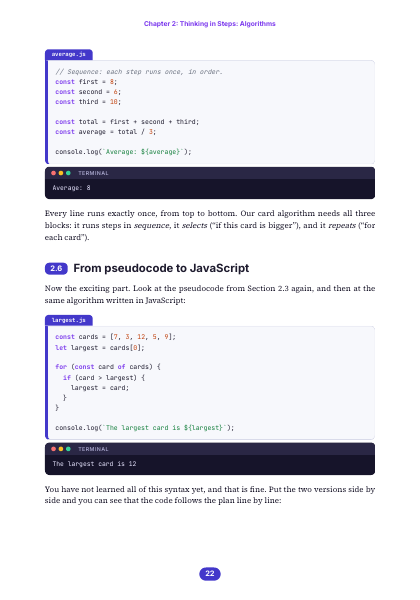 Chapter 2: Thinking in Steps: Algorithms
average.js
// Sequence: each step runs once, in order.
const first = 8;
const second = 6;
const third = 10;
const total = first + second + third;
const average = total / 3;
console.log(`Average: ${average}`);
TERMINAL
Average: 8
Every line runs exactly once, from top to bottom. Our card algorithm needs all three
blocks: it runs steps in sequence, it selects (“if this card is bigger”), and it repeats (“for
each card”).
2.6 From pseudocode to JavaScript
Now the exciting part. Look at the pseudocode from Section 2.3 again, and then at the
same algorithm written in JavaScript:
largest.js
const cards = [7, 3, 12, 5, 9];
let largest = cards[0];
for (const card of cards) {
  if (card > largest) {
    largest = card;
  }
}
console.log(`The largest card is ${largest}`);
TERMINAL
The largest card is 12
You have not learned all of this syntax yet, and that is fine. Put the two versions side by
side and you can see that the code follows the plan line by line:
22